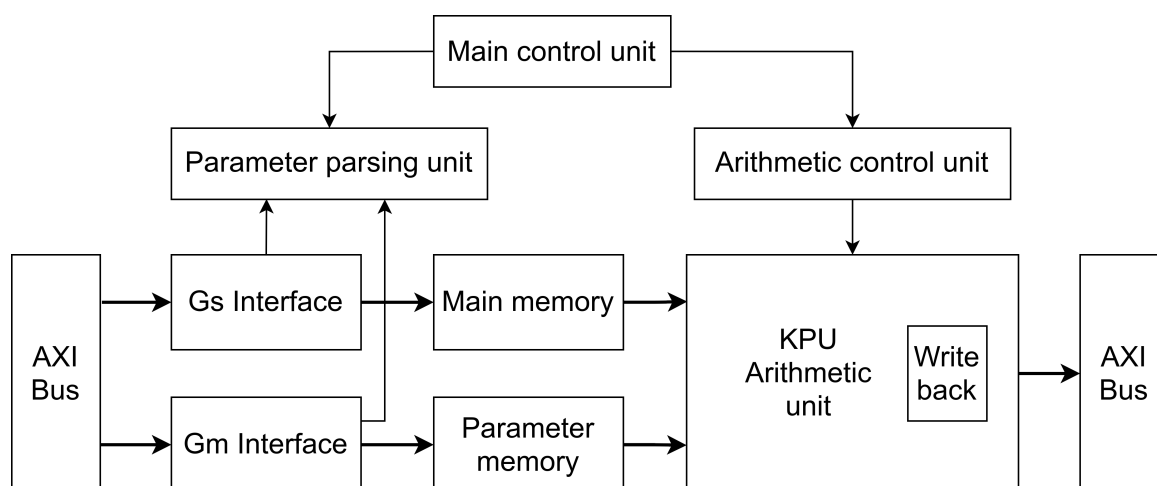 Main control unit
Parameter parsing unit
Arithmetic control unit
AXI
Bus
Gs Interface
Main memory
KPU
Arithmetic
unit
Write
back
AXI
Bus
Gm Interface
Parameter
memory